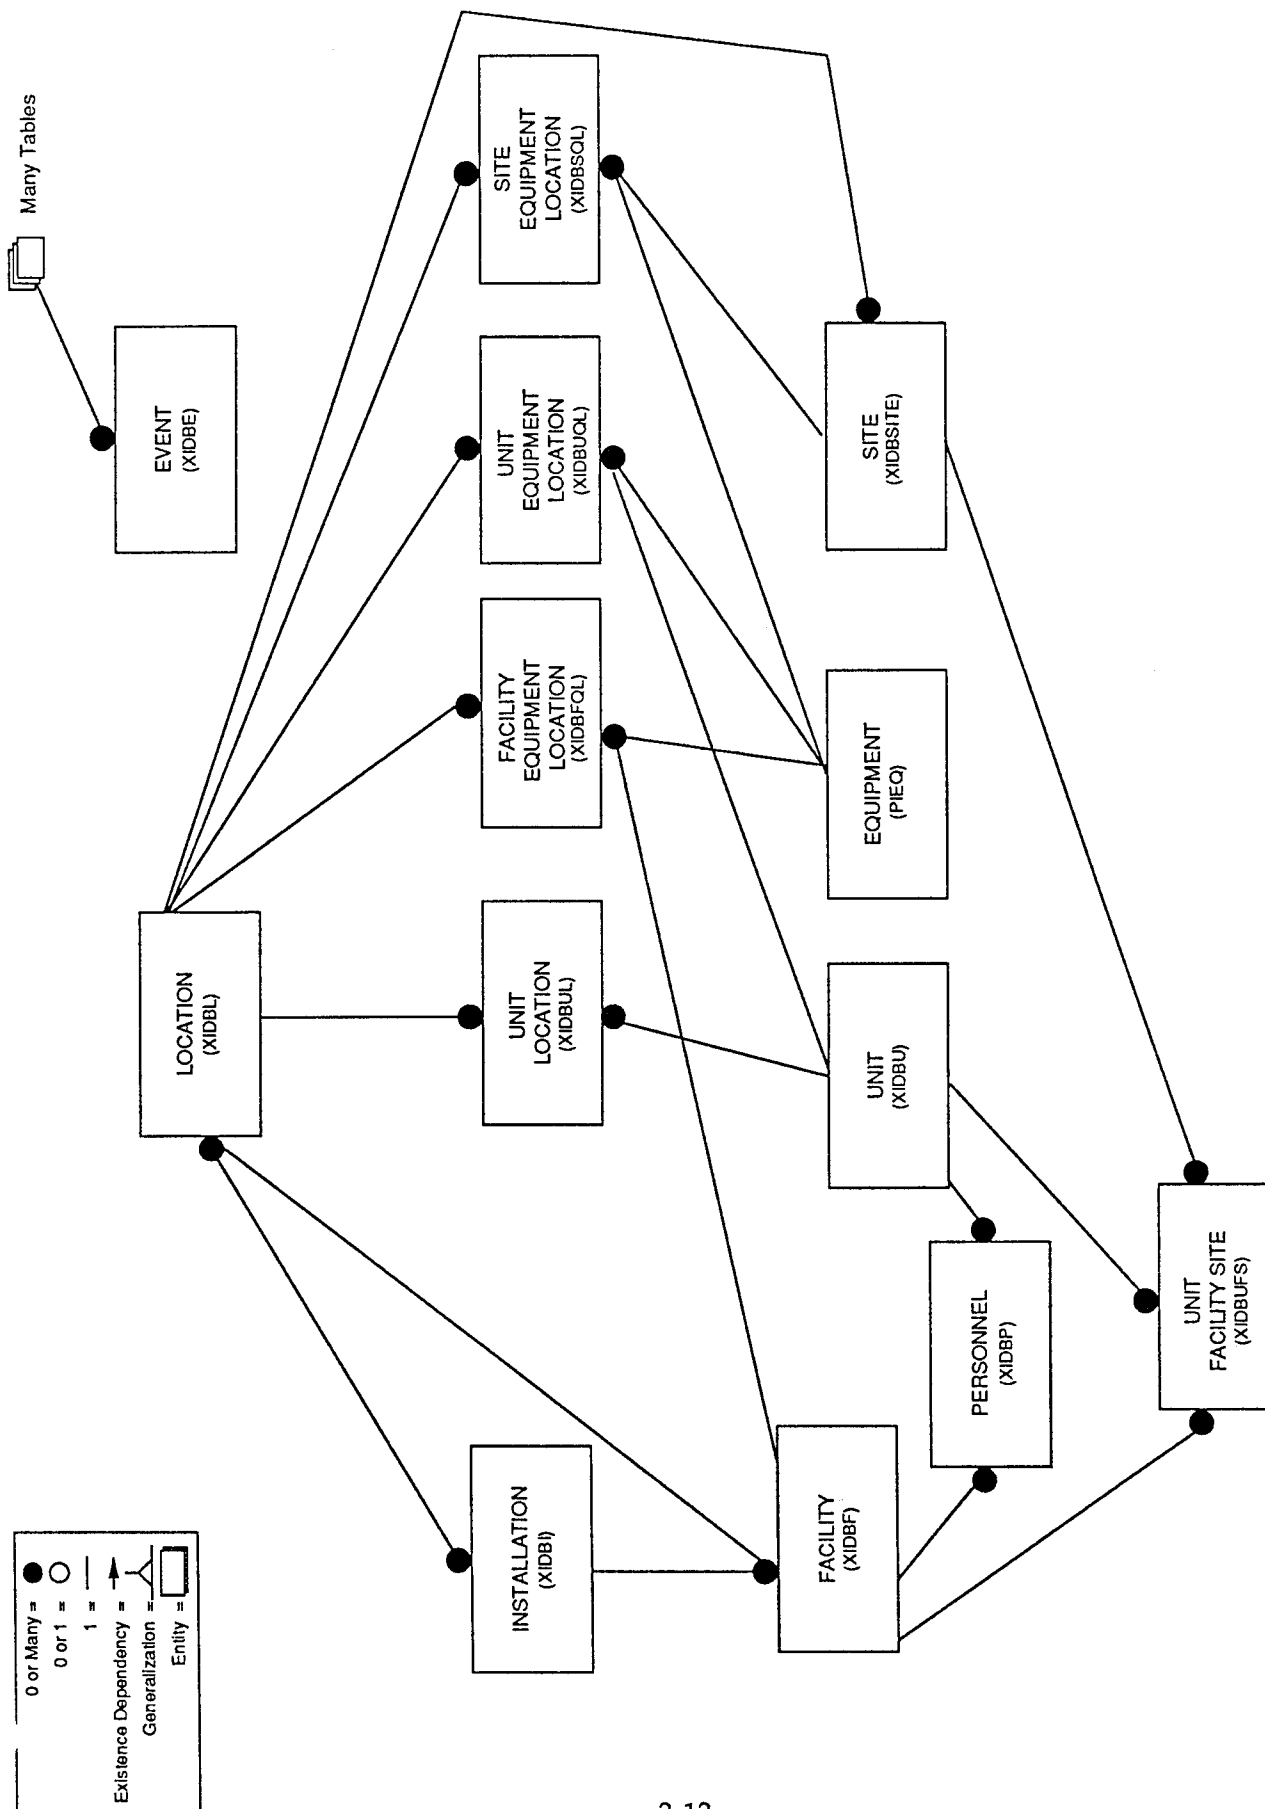 Many Tables
EVENT
(XIDBE)
SITE
EQUIPMENT
LOCATION
(XIDBSQL)
UNIT
EQUIPMENT
LOCATION
(XIDBUQL)
FACILITY
EQUIPMENT
LOCATION
(XIDBFQL)
LOCATION
(XIDBL)
UNIT
LOCATION
(XIDBUL)
SITE
(XIDBSITE)
EQUIPMENT
(PIEQ)
UNIT
(XIDBU)
PERSONNEL
(XIDBP)
UNIT
FACILITY SITE
(XIDBUFS)
INSTALLATION
(XIDBI)
FACILITY
(XIDBF)
0 or Many =
0 or 1 =
1 =
Existence Dependency =
Generalization =
Entity =